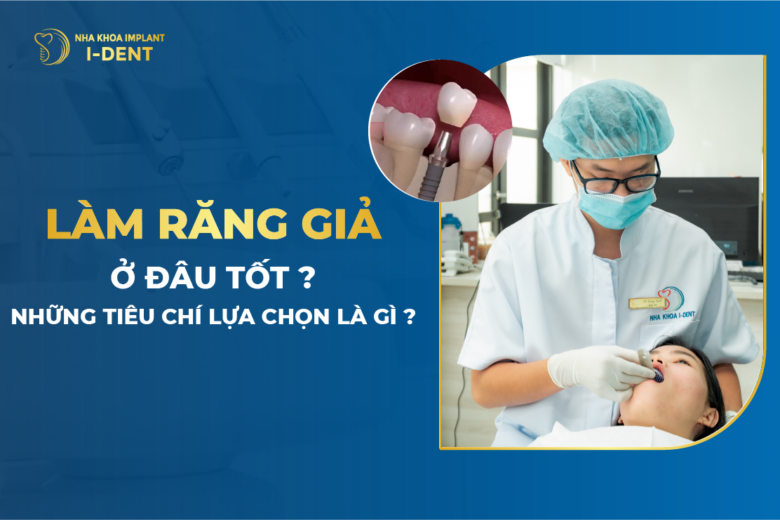 NHA KHOA IMPLANT
I-DENT
LÀM RĂNG GIẢ
Ở ĐÂU TỐT ?
NHỮNG TIÊU CHÍ LỰA CHỌN LÀ GÌ ?
NHA KHOA I-DENT